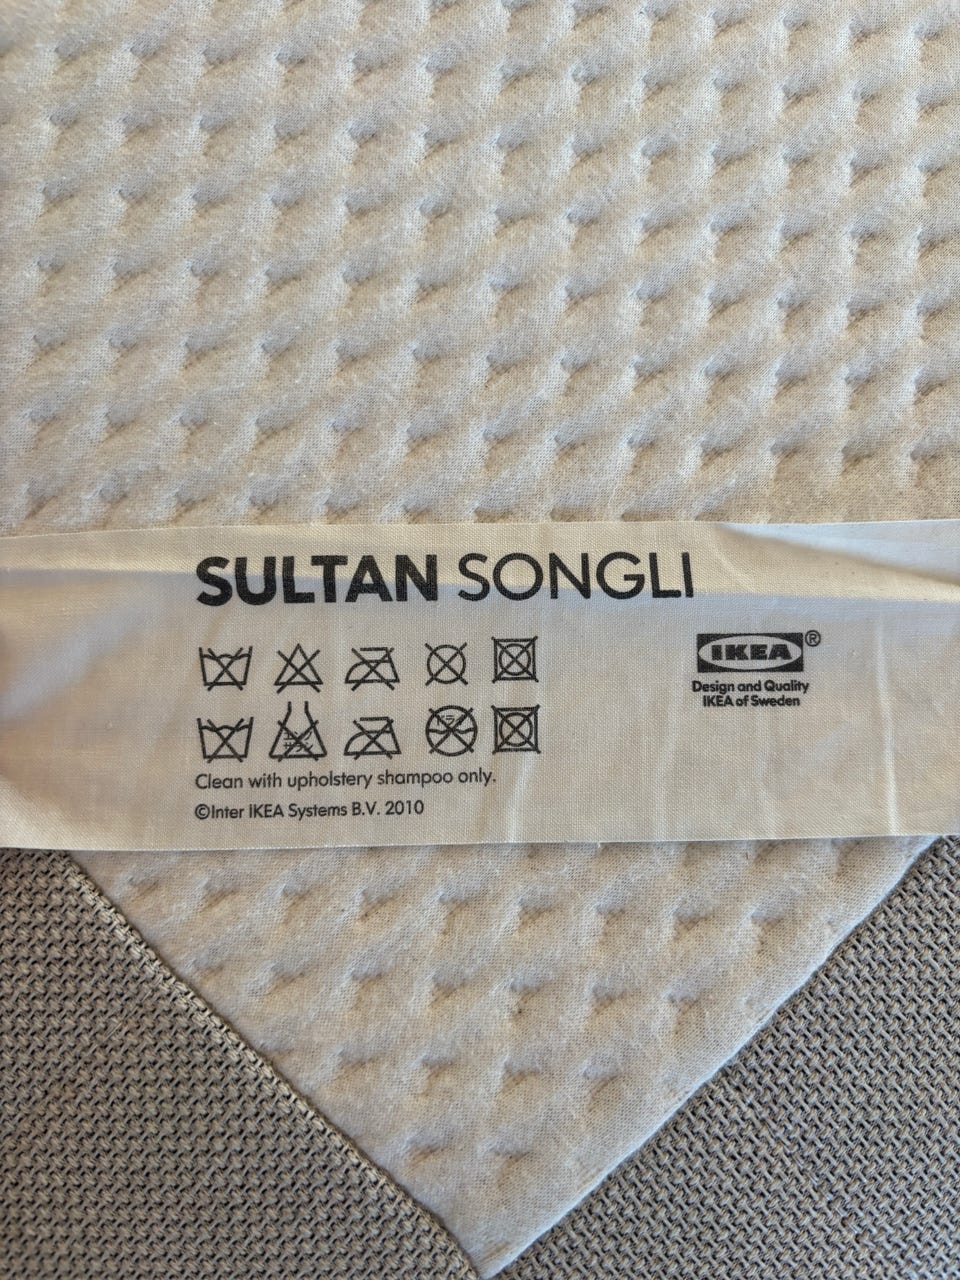 SULTAN SONGLI
IKEA®
Design and Quality
IKEA of Sweden
Clean with upholstery shampoo only.
©Inter IKEA Systems B.V. 2010